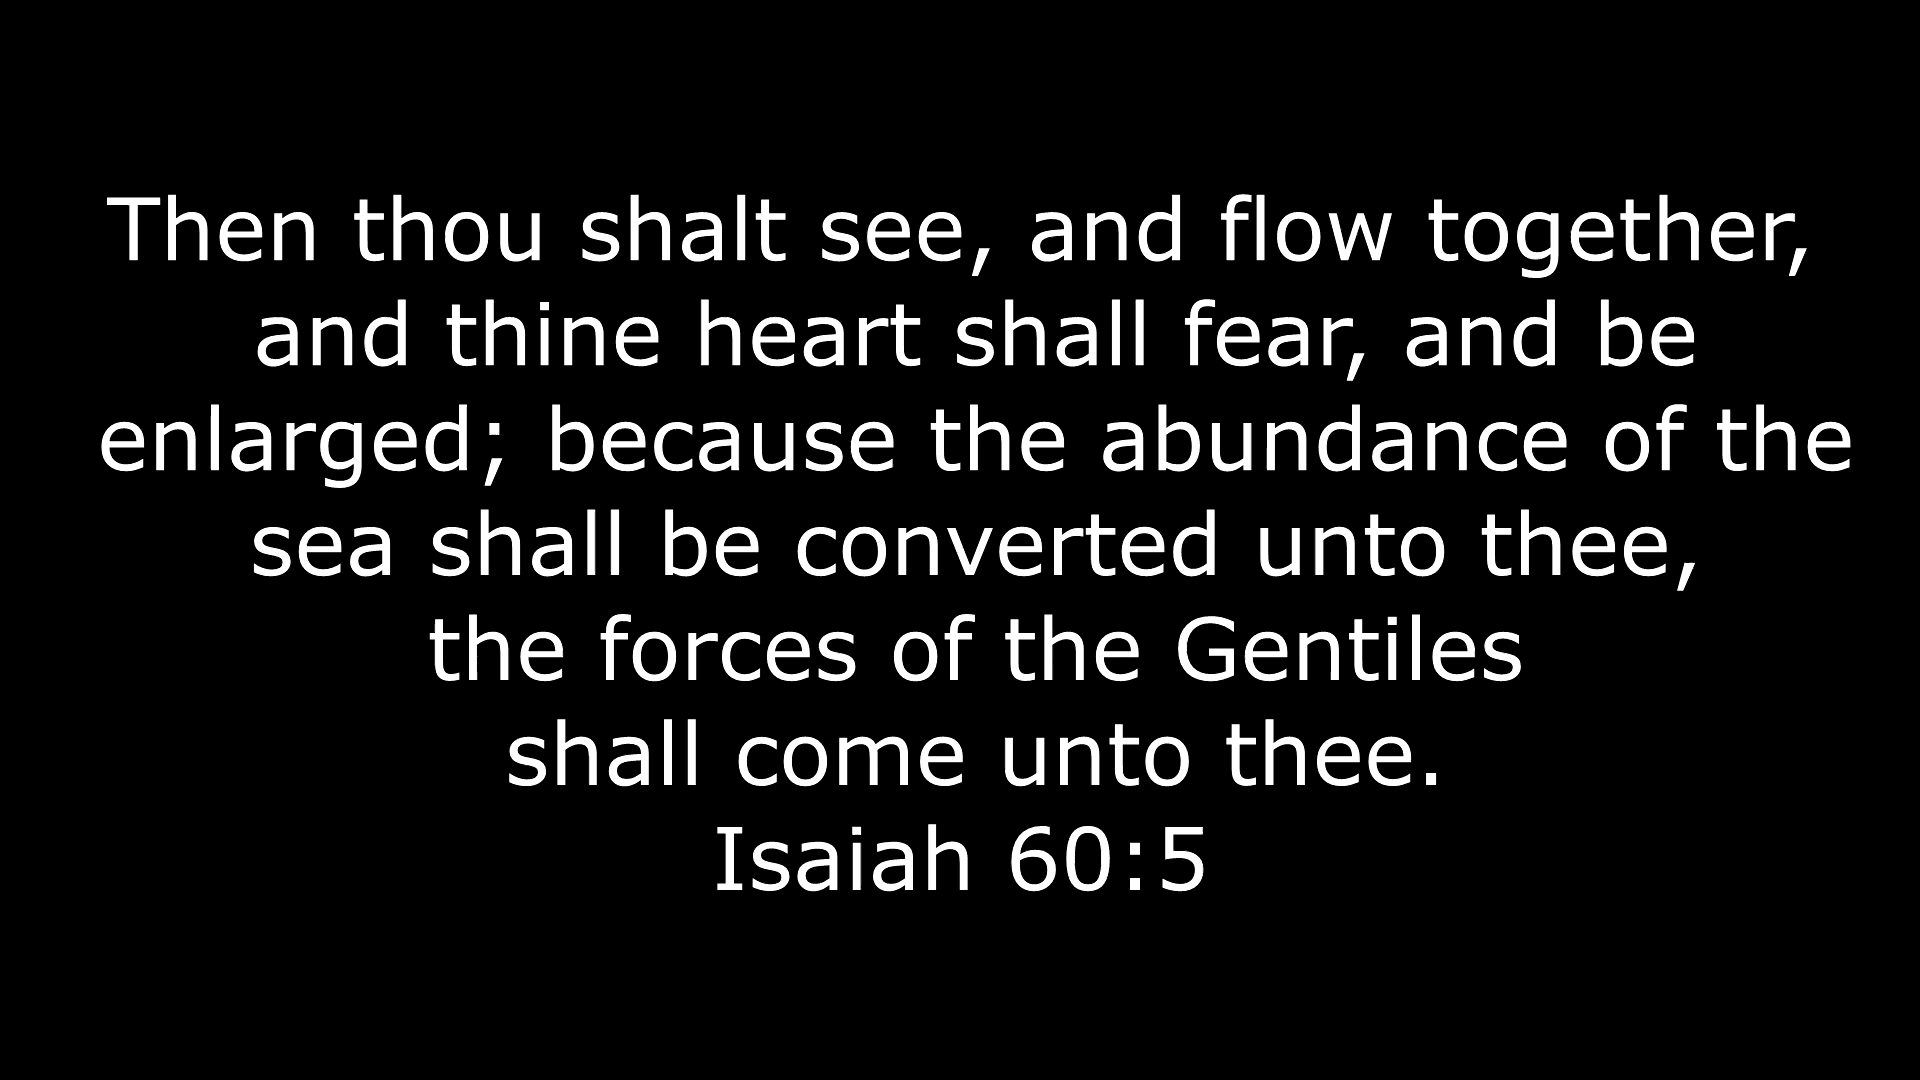 Then thou shalt see, and flow together,
and thine heart shall fear, and be
enlarged; because the abundance of the
sea shall be converted unto thee,
the forces of the Gentiles
shall come unto thee.
Isaiah 60:5